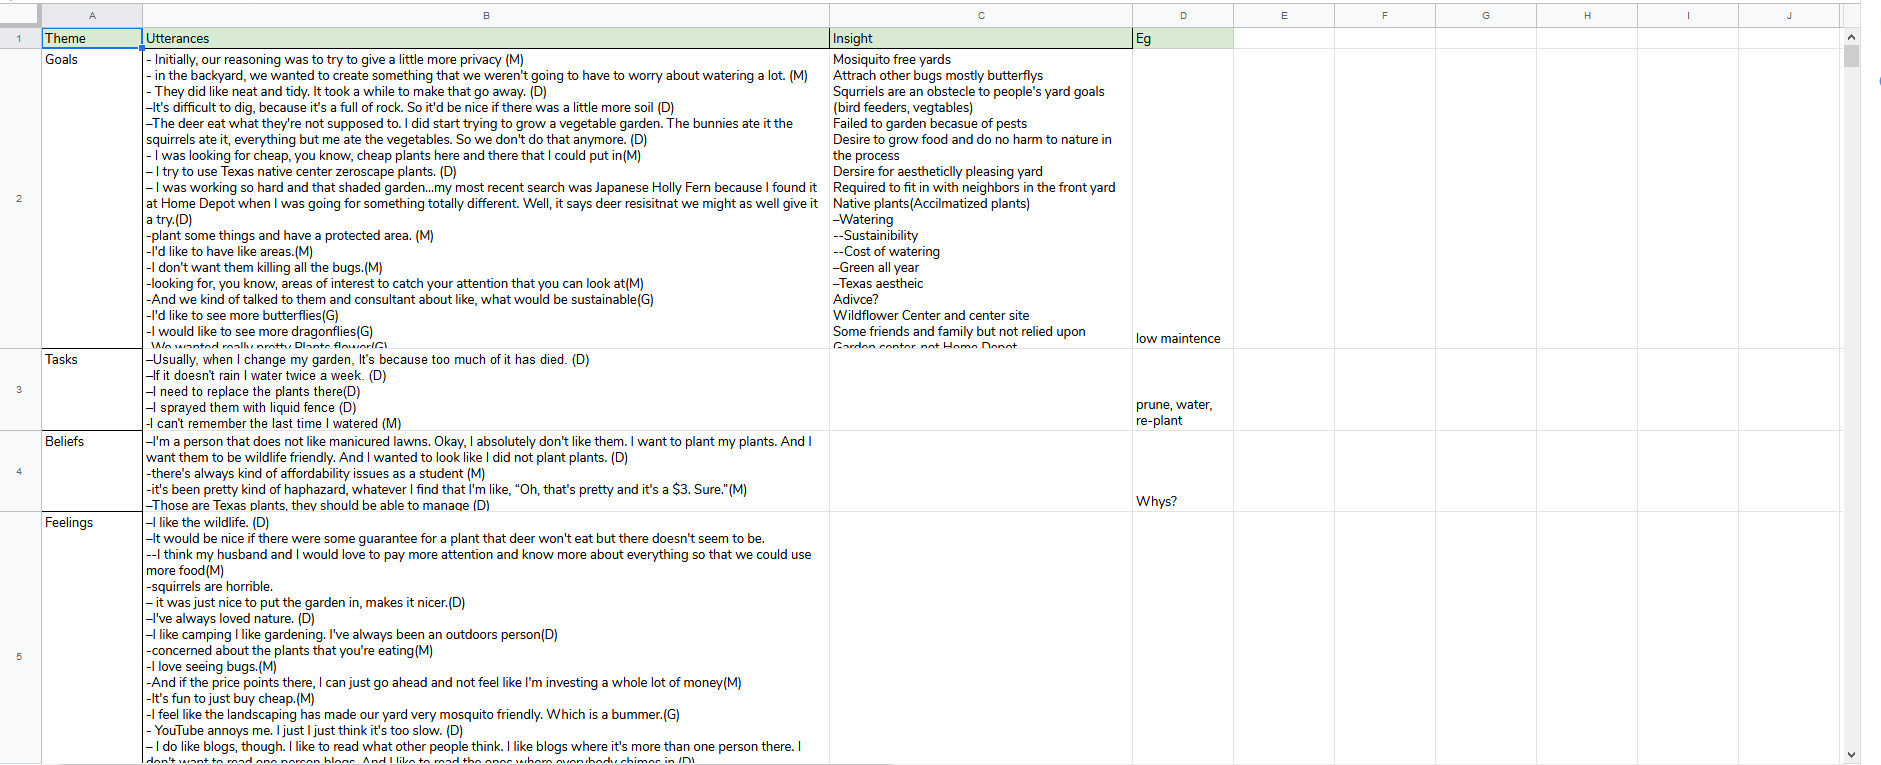 A B C D E F G H I J
1 Theme Utterances Insight Eg
2
Goals
- Initially, our reasoning was to try to give a little more privacy (M)
- in the backyard, we wanted to create something that we weren't going to have to worry about watering a lot. (M)
- They did like neat and tidy. It took a while to make that go away. (D)
–It's difficult to dig, because it's a full of rock. So it'd be nice if there was a little more soil (D)
–The deer eat what they're not supposed to. I did start trying to grow a vegetable garden. The bunnies ate it the
squirrels ate it, everything but me ate the vegetables. So we don't do that anymore. (D)
- I was looking for cheap, you know, cheap plants here and there that I could put in(M)
– I try to use Texas native center zeroscape plants. (D)
– I was working so hard and that shaded garden...my most recent search was Japanese Holly Fern because I found it
at Home Depot when I was going for something totally different. Well, it says deer resisitnat we might as well give it
a try.(D)
-plant some things and have a protected area. (M)
-I'd like to have like areas.(M)
-I don't want them killing all the bugs.(M)
-looking for, you know, areas of interest to catch your attention that you can look at(M)
-And we kind of talked to them and consultant about like, what would be sustainable(G)
-I'd like to see more butterflies(G)
-I would like to see more dragonflies(G)
-We wanted really pretty Plants flower(G)
Mosiquito free yards
Attrach other bugs mostly butterflys
Squrriels are an obstecle to people's yard goals
(bird feeders, vegtables)
Failed to garden becasue of pests
Desire to grow food and do no harm to nature in
the process
Dersire for aestheticlly pleasing yard
Required to fit in with neighbors in the front yard
Native plants(Accilmatized plants)
–Watering
--Sustainibility
--Cost of watering
–Green all year
–Texas aestheic
Adivce?
Wildflower Center and center site
Some friends and family but not relied upon
Garden center, not Home Depot
low maintence
3
Tasks
–Usually, when I change my garden, It's because too much of it has died. (D)
–If it doesn't rain I water twice a week. (D)
–I need to replace the plants there(D)
–I sprayed them with liquid fence (D)
-I can't remember the last time I watered (M)
prune, water,
re-plant
4
Beliefs
–I'm a person that does not like manicured lawns. Okay, I absolutely don't like them. I want to plant my plants. And I
want them to be wildlife friendly. And I wanted to look like I did not plant plants. (D)
-there's always kind of affordability issues as a student (M)
-it's been pretty kind of haphazard, whatever I find that I'm like, “Oh, that's pretty and it's a $3. Sure.”(M)
–Those are Texas plants, they should be able to manage (D)
Whys?
5
Feelings
–I like the wildlife. (D)
–It would be nice if there were some guarantee for a plant that deer won't eat but there doesn't seem to be.
--I think my husband and I would love to pay more attention and know more about everything so that we could use
more food(M)
-squirrels are horrible.
– it was just nice to put the garden in, makes it nicer.(D)
–I've always loved nature. (D)
–I like camping I like gardening. I've always been an outdoors person(D)
-concerned about the plants that you're eating(M)
-I love seeing bugs.(M)
-And if the price points there, I can just go ahead and not feel like I'm investing a whole lot of money(M)
-It's fun to just buy cheap.(M)
-I feel like the landscaping has made our yard very mosquito friendly. Which is a bummer.(G)
- YouTube annoys me. I just I just think it's too slow. (D)
– I do like blogs, though. I like to read what other people think. I like blogs where it's more than one person there. I
don't want to read one person blogs. And I like to read the ones where everybody chimes in (D)